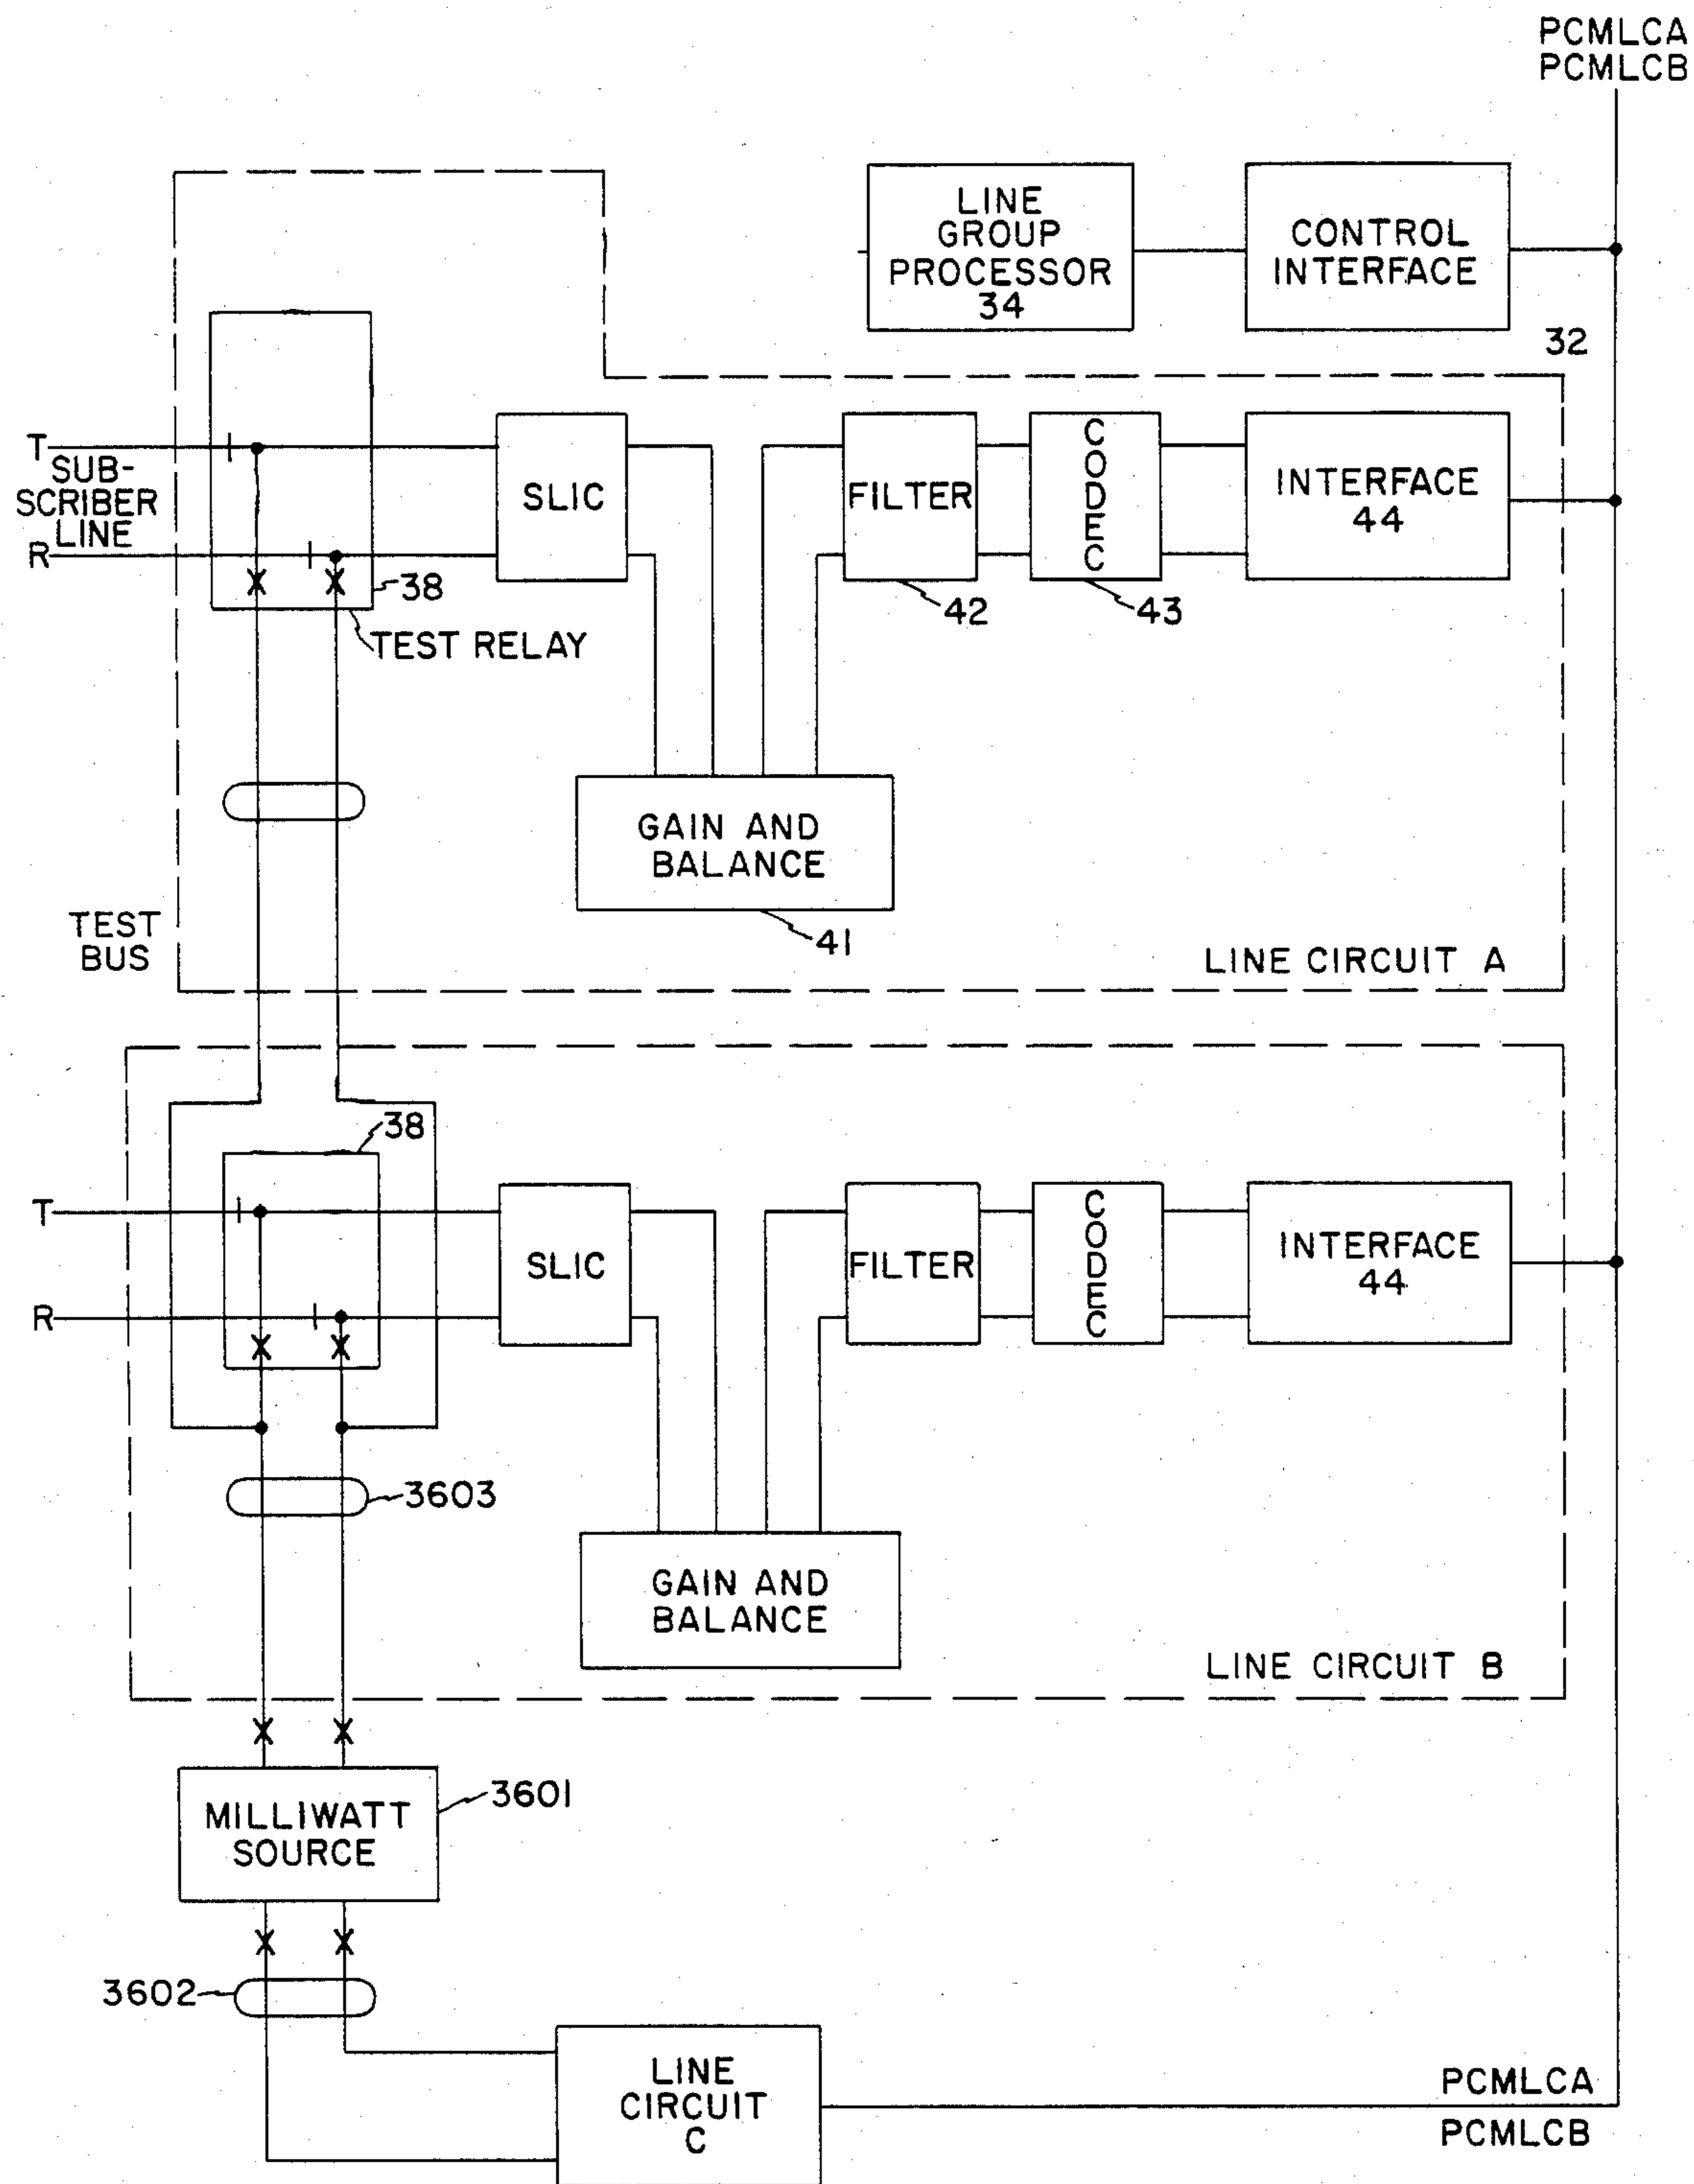 PCMLCA
PCMLCB
LINE
GROUP
PROCESSOR
34
CONTROL
INTERFACE
32
T
SUB-
SCRIBER
LINE
R
38
TEST RELAY
SLIC
FILTER
42
CODEC
43
INTERFACE
44
GAIN AND
BALANCE
41
TEST
BUS
LINE CIRCUIT A
38
T
R
SLIC
FILTER
CODEC
INTERFACE
44
3603
GAIN AND
BALANCE
LINE CIRCUIT B
MILLIWATT
SOURCE
3601
3602
LINE
CIRCUIT
C
PCMLCA
PCMLCB